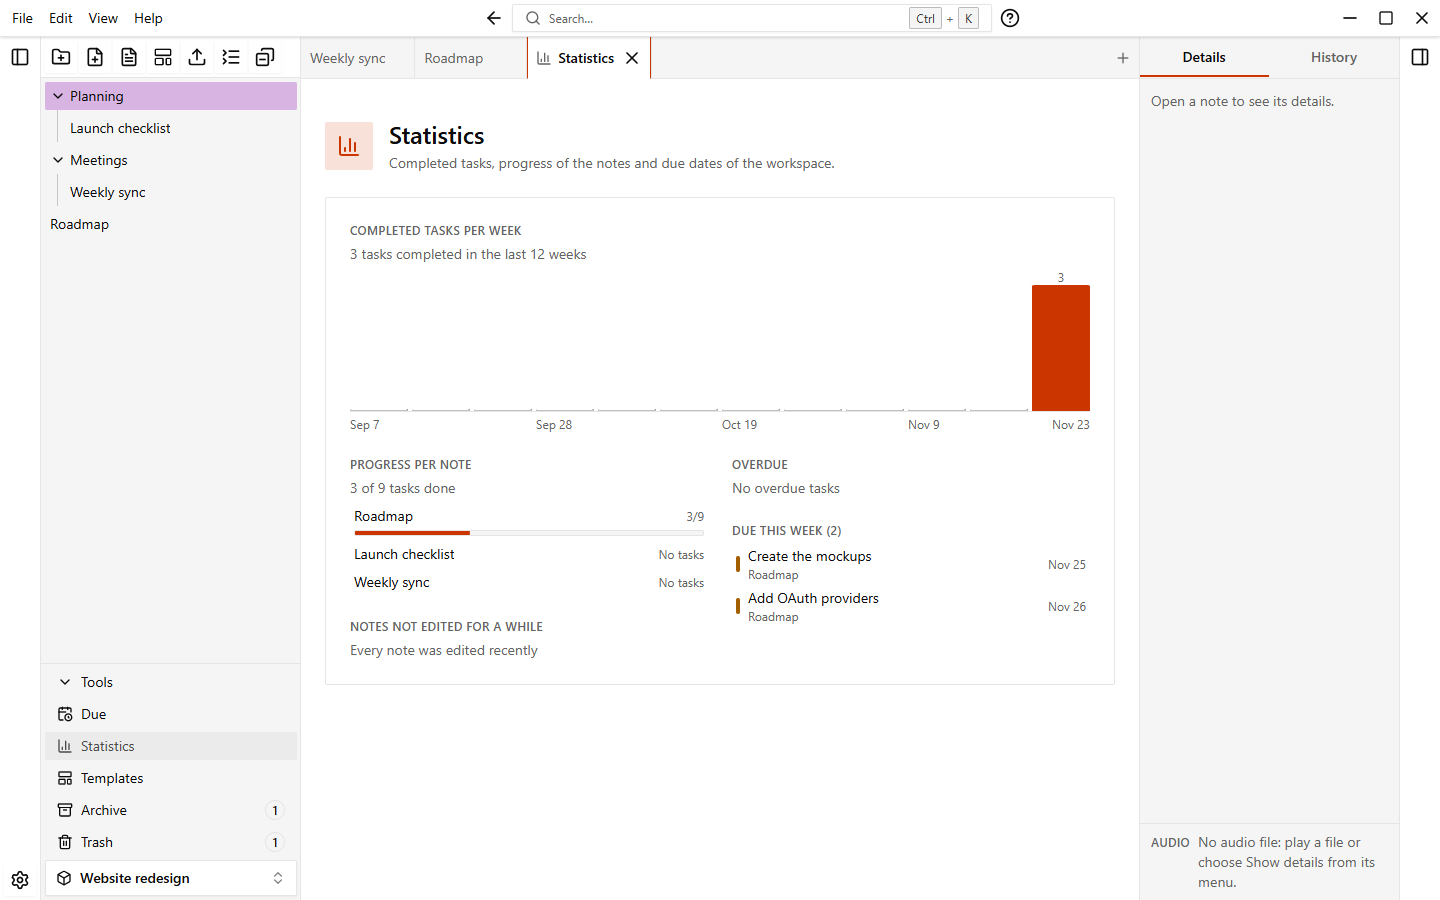 File Edit View Help
Search...
Ctrl + K
Weekly sync
Roadmap
Statistics
Details
History
Planning
Launch checklist
Meetings
Weekly sync
Roadmap
Tools
Due
Statistics
Templates
Archive 1
Trash 1
Website redesign
Statistics
Completed tasks, progress of the notes and due dates of the workspace.
COMPLETED TASKS PER WEEK
3 tasks completed in the last 12 weeks
3
Sep 7 Sep 28 Oct 19 Nov 9 Nov 23
PROGRESS PER NOTE
3 of 9 tasks done
Roadmap 3/9
Launch checklist No tasks
Weekly sync No tasks
NOTES NOT EDITED FOR A WHILE
Every note was edited recently
OVERDUE
No overdue tasks
DUE THIS WEEK (2)
Create the mockups
Roadmap
Nov 25
Add OAuth providers
Roadmap
Nov 26
Open a note to see its details.
AUDIO No audio file: play a file or
choose Show details from its
menu.